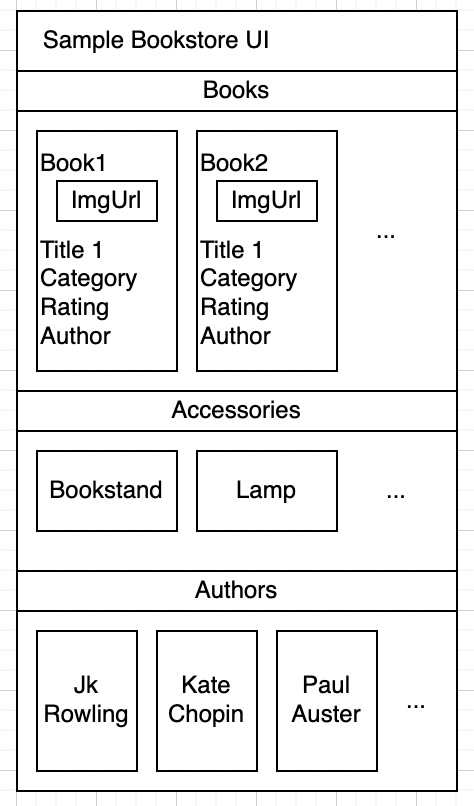 Sample Bookstore UI
Books
Book1
ImgUrl
Title 1
Category
Rating
Author
Book2
ImgUrl
Title 1
Category
Rating
Author
...
Accessories
Bookstand
Lamp
...
Authors
Jk
Rowling
Kate
Chopin
Paul
Auster
...